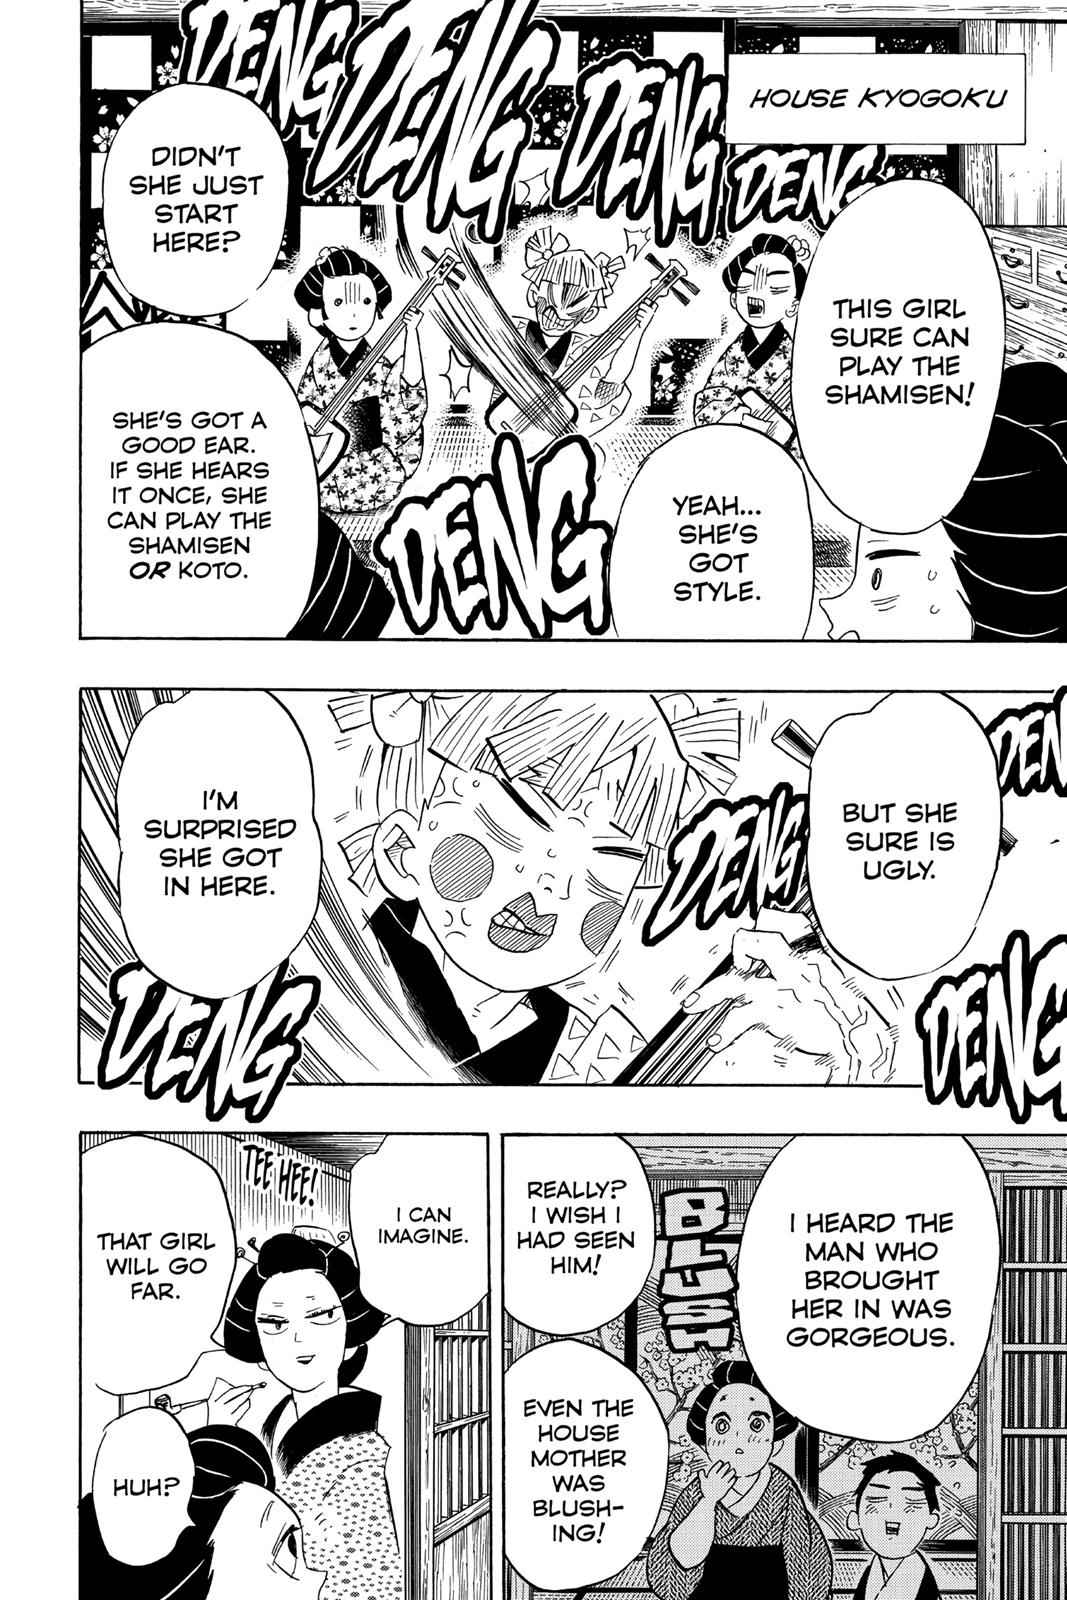 HOUSE KYOGOKU
DENG
DENG
DENG
DENG
THIS GIRL
SURE CAN
PLAY THE
SHAMISEN!
DIDN'T
SHE JUST
START
HERE?
YEAH...
SHE'S
GOT
STYLE.
SHE'S GOT A
GOOD EAR.
IF SHE HEARS
IT ONCE, SHE
CAN PLAY THE
SHAMISEN
OR KOTO.
DENG
DENG
BUT SHE
SURE IS
UGLY.
DENG
DENG
I'M
SURPRISED
SHE GOT
IN HERE.
DENG
I HEARD THE
MAN WHO
BROUGHT
HER IN WAS
GORGEOUS.
BLUSH
REALLY?
I WISH I
HAD SEEN
HIM!
EVEN THE
HOUSE
MOTHER
WAS
BLUSH-
ING!
I CAN
IMAGINE.
TEE HEE!
THAT GIRL
WILL GO
FAR.
HUH?